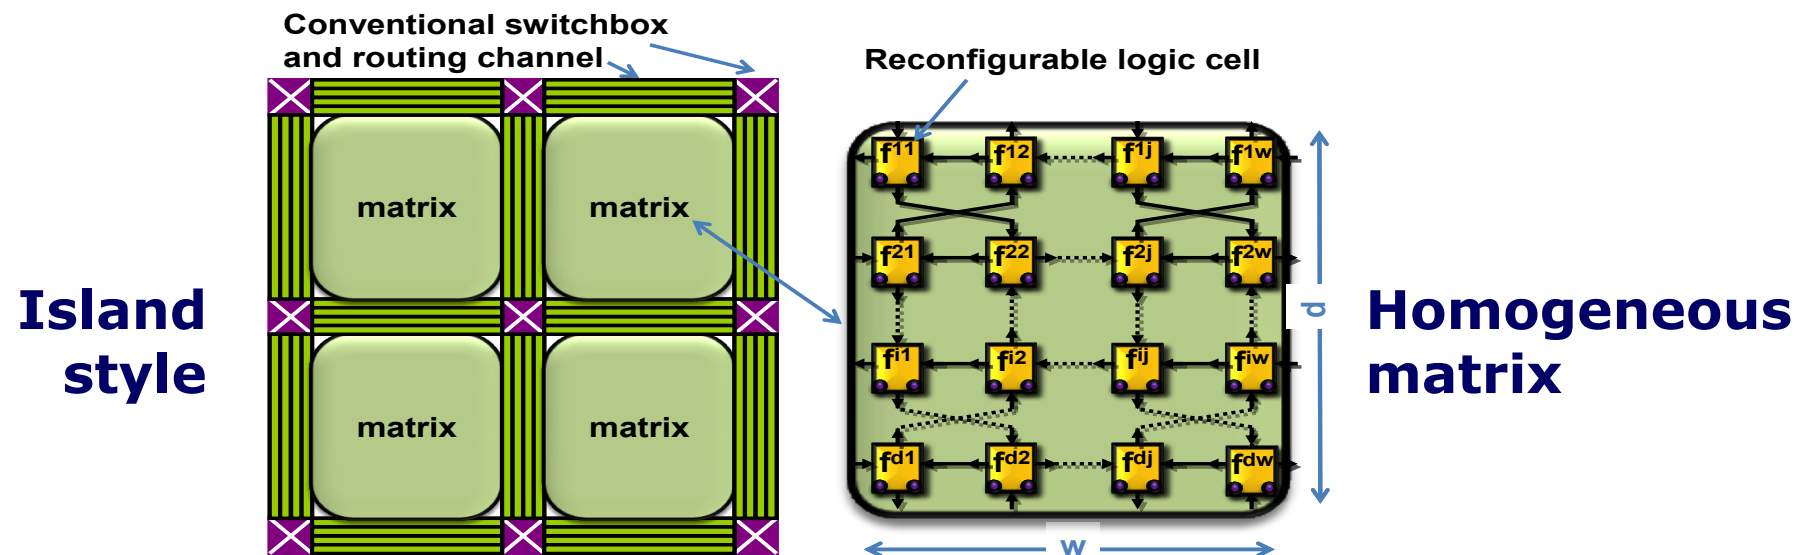 Conventional switchbox
and routing channel
Reconfigurable logic cell
Island
style
matrix matrix
matrix matrix
f11 f12 f1j f1w
f21 f22 f2j f2w
fi1 fi2 fij fiw
fd1 fd2 fdj fdw
d
w
Homogeneous
matrix